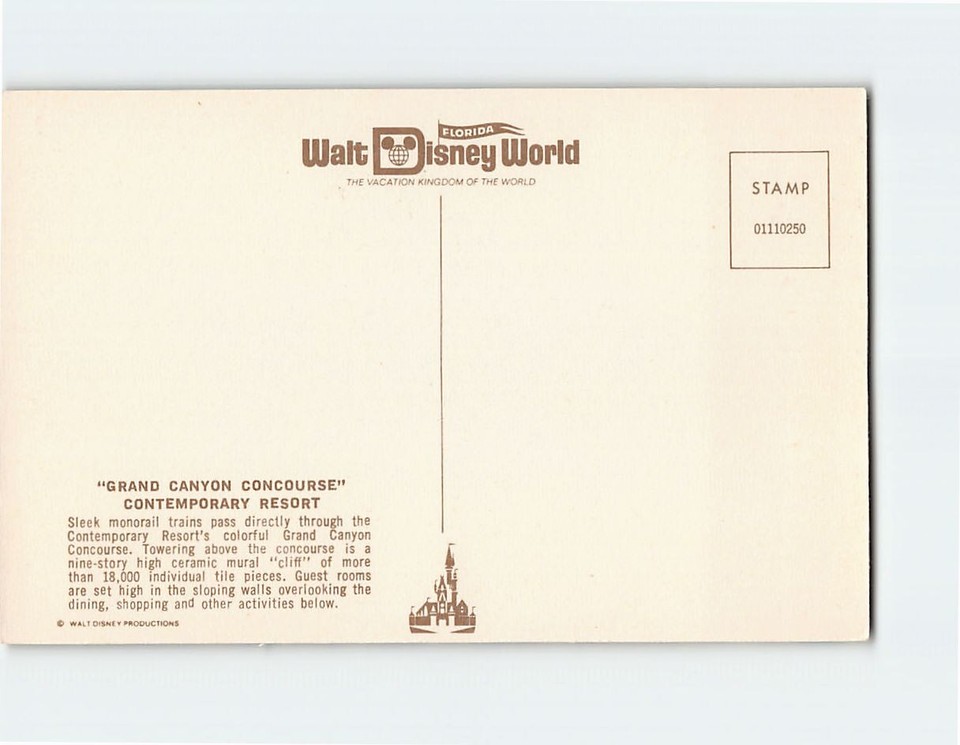 FLORIDA
Walt Disney World
THE VACATION KINGDOM OF THE WORLD
STAMP
01110250
"GRAND CANYON CONCOURSE"
CONTEMPORARY RESORT
Sleek monorail trains pass directly through the
Contemporary Resort's colorful Grand Canyon
Concourse. Towering above the concourse is a
nine-story high ceramic mural "cliff" of more
than 18,000 individual tile pieces. Guest rooms
are set high in the sloping walls overlooking the
dining, shopping and other activities below.
© WALT DISNEY PRODUCTIONS